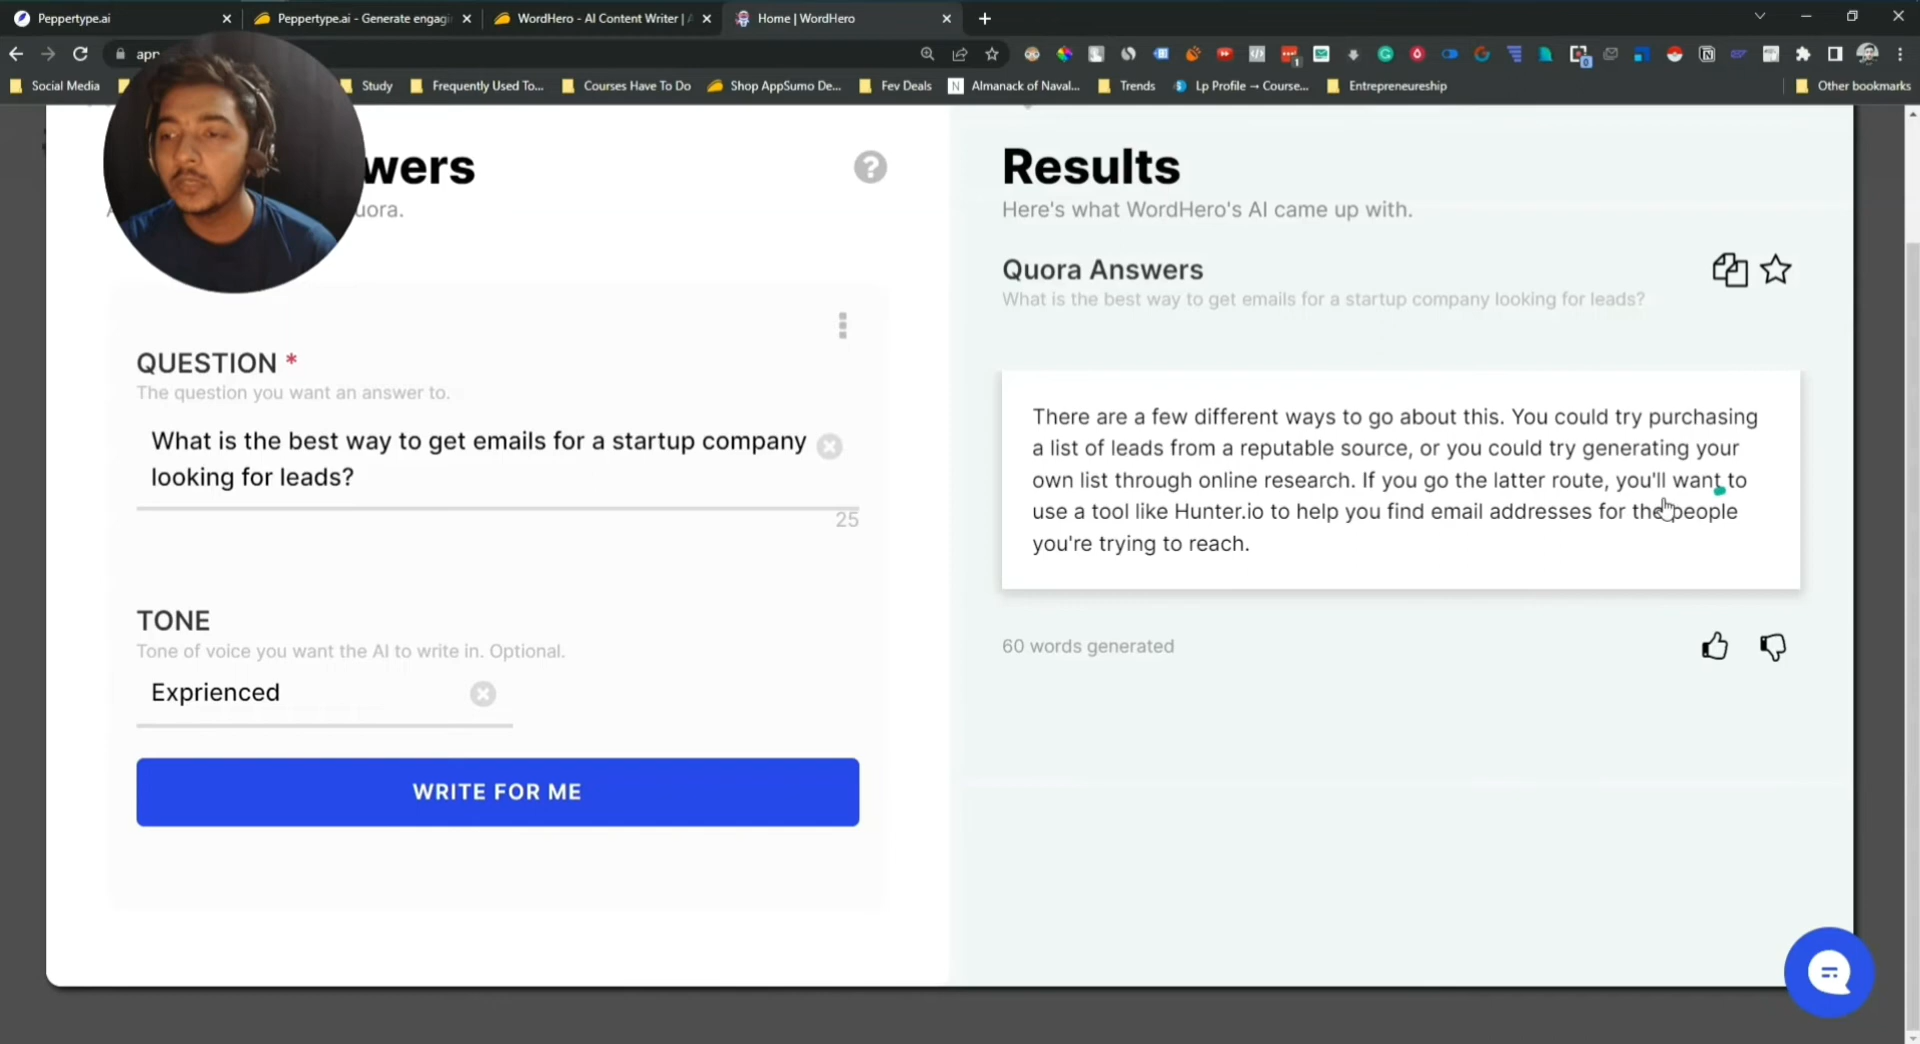 Peppertype.ai
Peppertype.ai - Generate engagi
WordHero - AI Content Writer |
Home | WordHero
app
Social Media
Study
Frequently Used To...
Courses Have To Do
Shop AppSumo De...
Fev Deals
Almanack of Naval...
Trends
Lp Profile → Course...
Entrepreneureship
Other bookmarks
wers
uora.
QUESTION *
The question you want an answer to.
What is the best way to get emails for a startup company
looking for leads?
25
TONE
Tone of voice you want the AI to write in. Optional.
Exprienced
WRITE FOR ME
Results
Here's what WordHero's AI came up with.
Quora Answers
What is the best way to get emails for a startup company looking for leads?
There are a few different ways to go about this. You could try purchasing
a list of leads from a reputable source, or you could try generating your
own list through online research. If you go the latter route, you'll want to
use a tool like Hunter.io to help you find email addresses for the people
you're trying to reach.
60 words generated